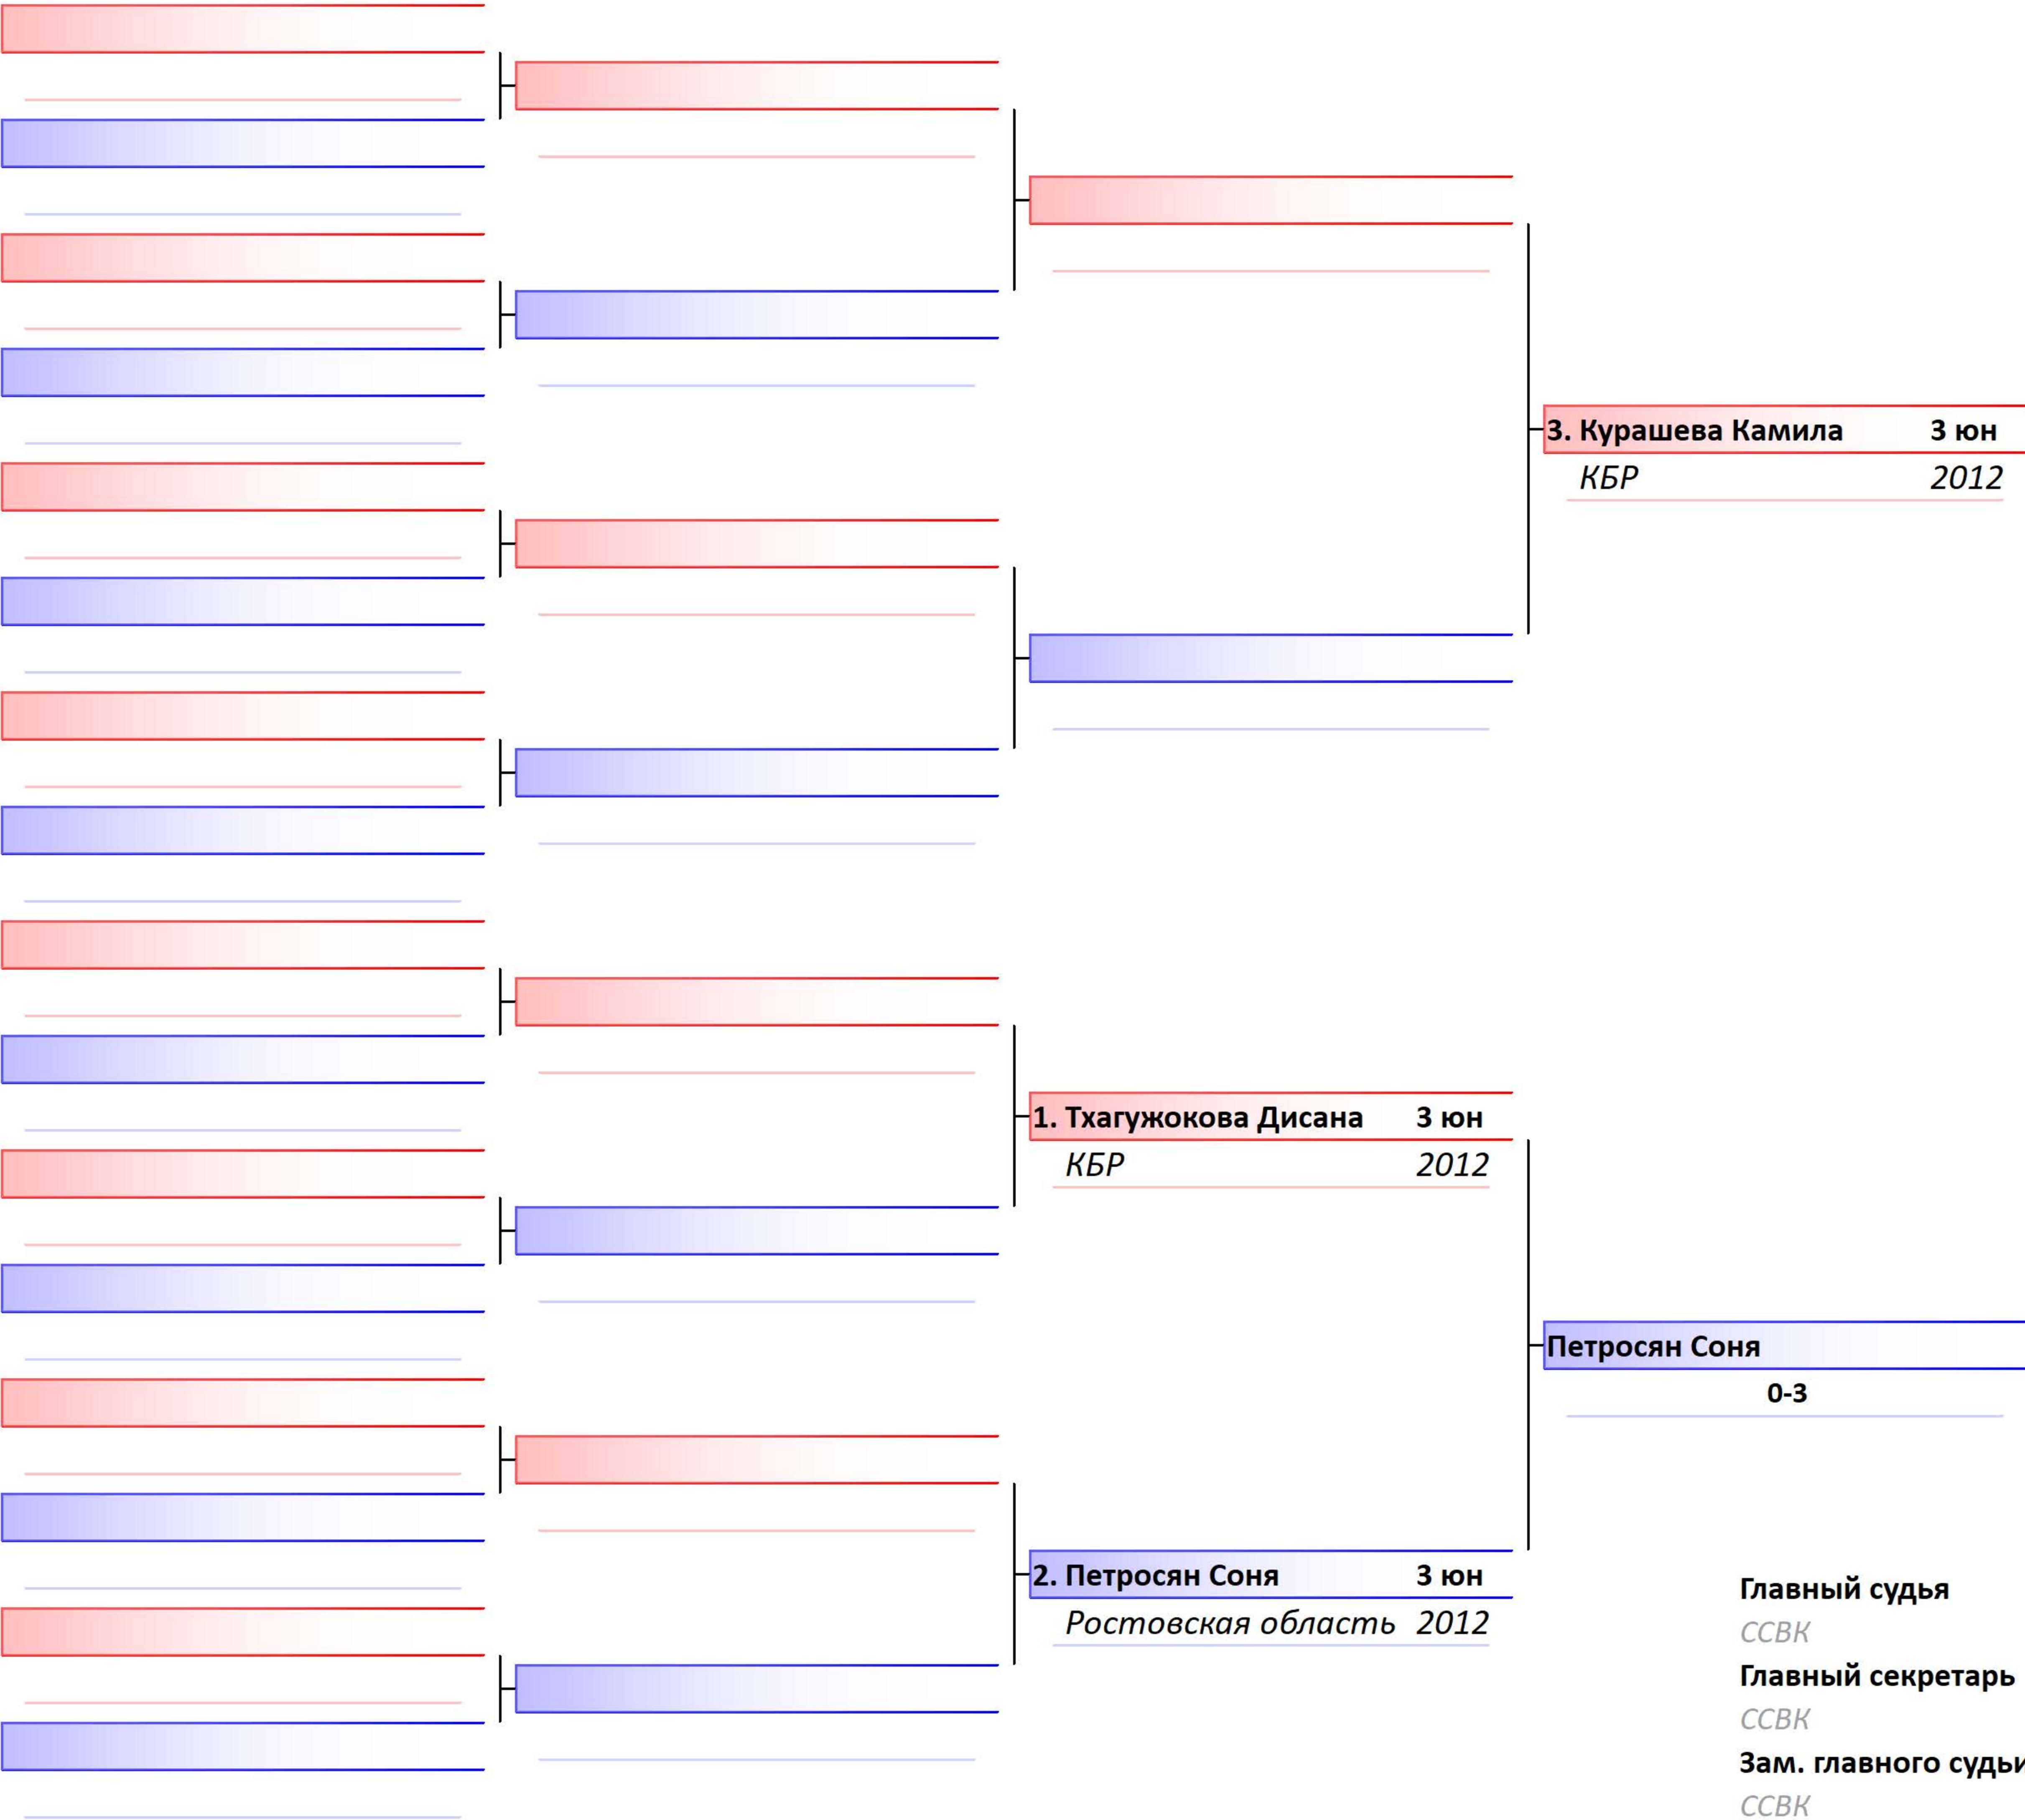 3. Курашева Камила 3 юн
КБР 2012
1. Тхагужокова Дисана 3 юн
КБР 2012
Петросян Соня
0-3
2. Петросян Соня 3 юн
Ростовская область 2012
Главный судья
ССВК
Главный секретарь
ССВК
Зам. главного судьи
ССВК